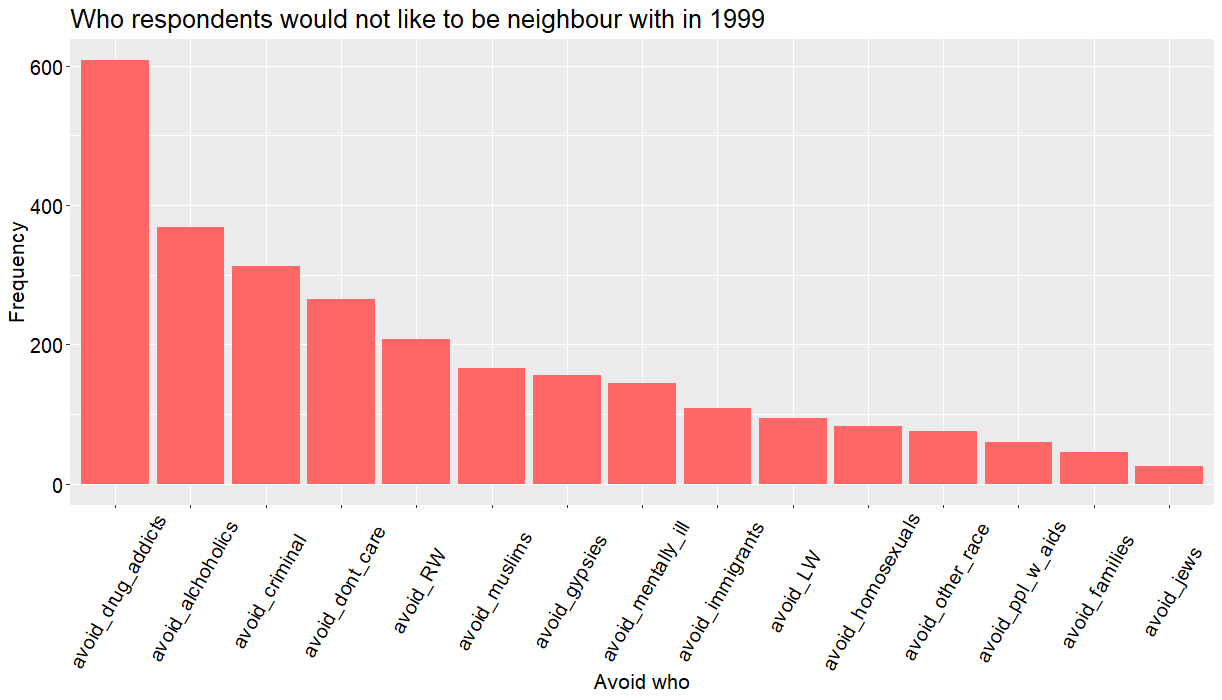 Who respondents would not like to be neighbour with in 1999
Frequency
600
400
200
0
avoid_drug_addicts
avoid_alchoholics
avoid_criminal
avoid_dont_care
avoid_RW
avoid_muslims
avoid_gypsies
avoid_mentally_ill
avoid_immigrants
avoid_LW
avoid_homosexuals
avoid_other_race
avoid_ppl_w_aids
avoid_families
avoid_jews
Avoid who